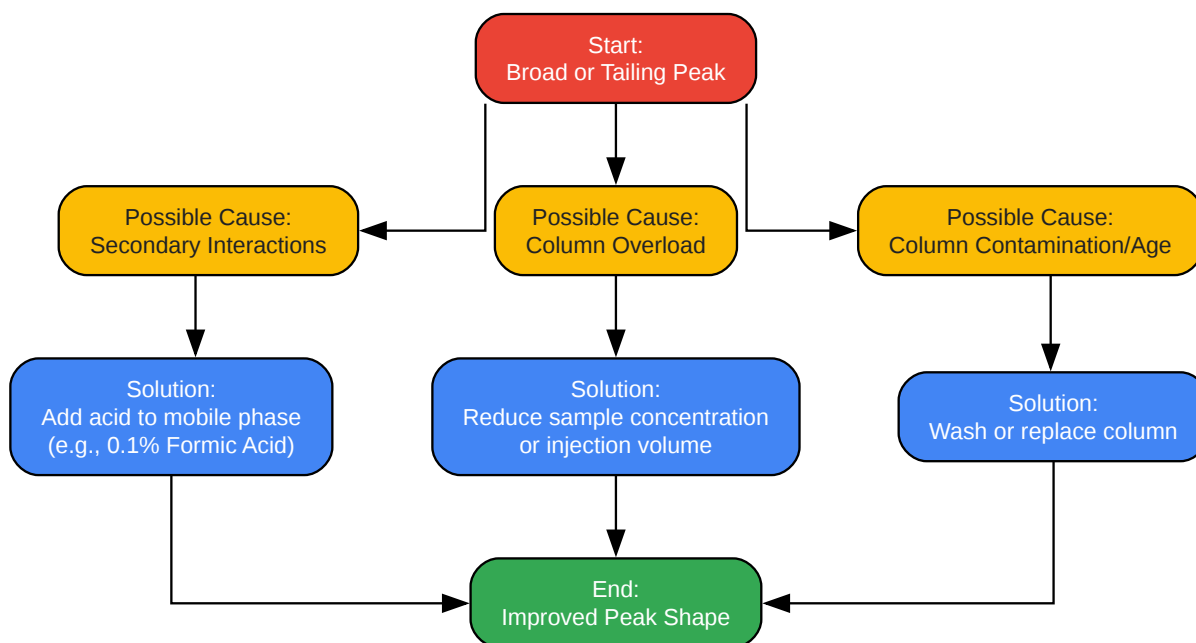 Start:
Broad or Tailing Peak
Possible Cause:
Secondary Interactions
Possible Cause:
Column Overload
Possible Cause:
Column Contamination/Age
Solution:
Add acid to mobile phase
(e.g., 0.1% Formic Acid)
Solution:
Reduce sample concentration
or injection volume
Solution:
Wash or replace column
End:
Improved Peak Shape